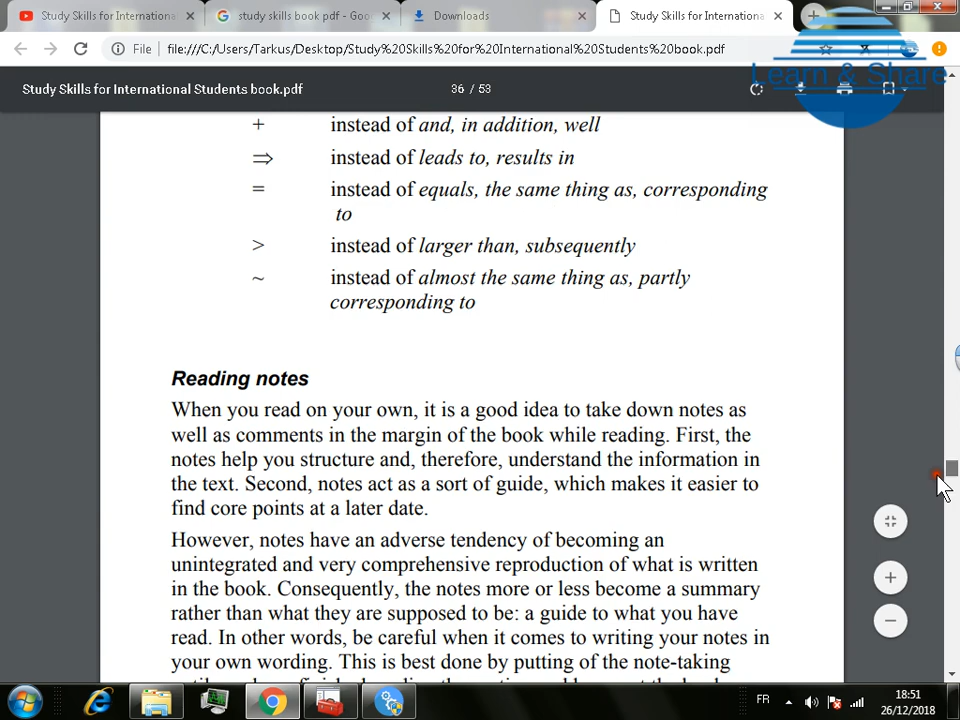 Study Skills for Internationa
study skills book pdf - Goo
Downloads
Study Skills for Internationa
File
file:///C:/Users/Tarkus/Desktop/Study%20Skills%20for%20International%20Students%20book.pdf
Learn & Share
Study Skills for International Students book.pdf
36 / 53
+ instead of and, in addition, well
⇒ instead of leads to, results in
= instead of equals, the same thing as, corresponding
to
> instead of larger than, subsequently
~ instead of almost the same thing as, partly
corresponding to
Reading notes
When you read on your own, it is a good idea to take down notes as
well as comments in the margin of the book while reading. First, the
notes help you structure and, therefore, understand the information in
the text. Second, notes act as a sort of guide, which makes it easier to
find core points at a later date.
However, notes have an adverse tendency of becoming an
unintegrated and very comprehensive reproduction of what is written
in the book. Consequently, the notes more or less become a summary
rather than what they are supposed to be: a guide to what you have
read. In other words, be careful when it comes to writing your notes in
your own wording. This is best done by putting of the note-taking
FR
18:51
26/12/2018